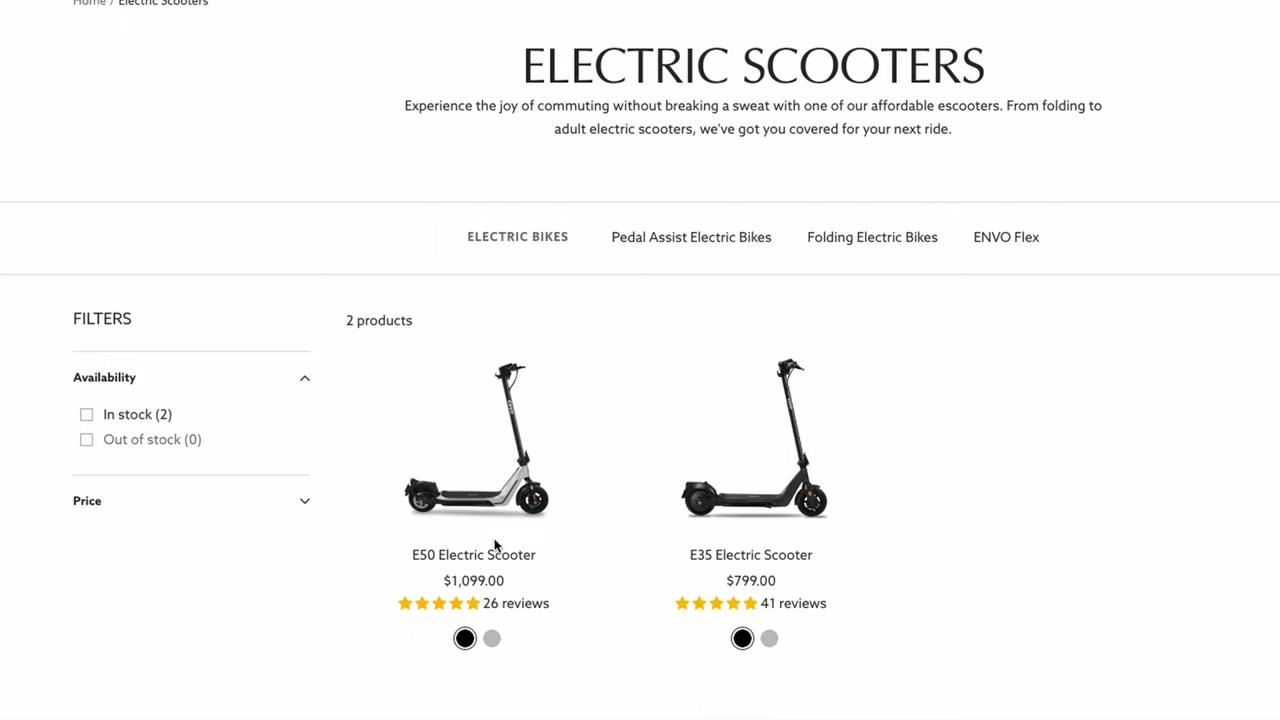 Home / Electric Scooters
ELECTRIC SCOOTERS
Experience the joy of commuting without breaking a sweat with one of our affordable escooters. From folding to
adult electric scooters, we've got you covered for your next ride.
ELECTRIC BIKES Pedal Assist Electric Bikes Folding Electric Bikes ENVO Flex
FILTERS
2 products
Availability
In stock (2)
Out of stock (0)
Price
E50 Electric Scooter
$1,099.00
26 reviews
E35 Electric Scooter
$799.00
41 reviews